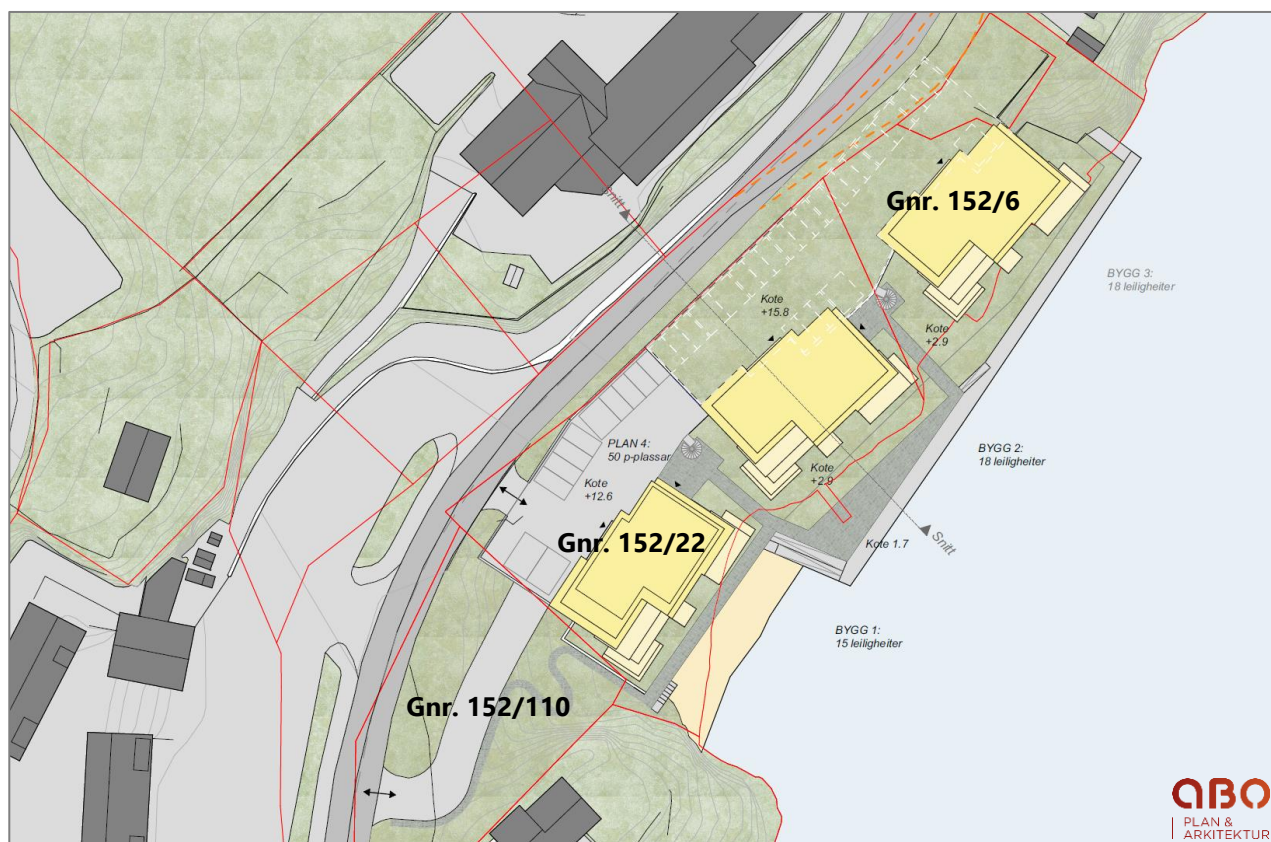 Snitt
Gnr. 152/6
BYGG 3:
18 leiligheiter
Kote
+15.8
Kote
+2.9
PLAN 4:
50 p-plassar
BYGG 2:
18 leiligheiter
Kote
+2.9
Kote
+12.6
Gnr. 152/22
Snitt
Kote 1.7
BYGG 1:
15 leiligheiter
Gnr. 152/110
ABO
PLAN &
ARKITEKTUR